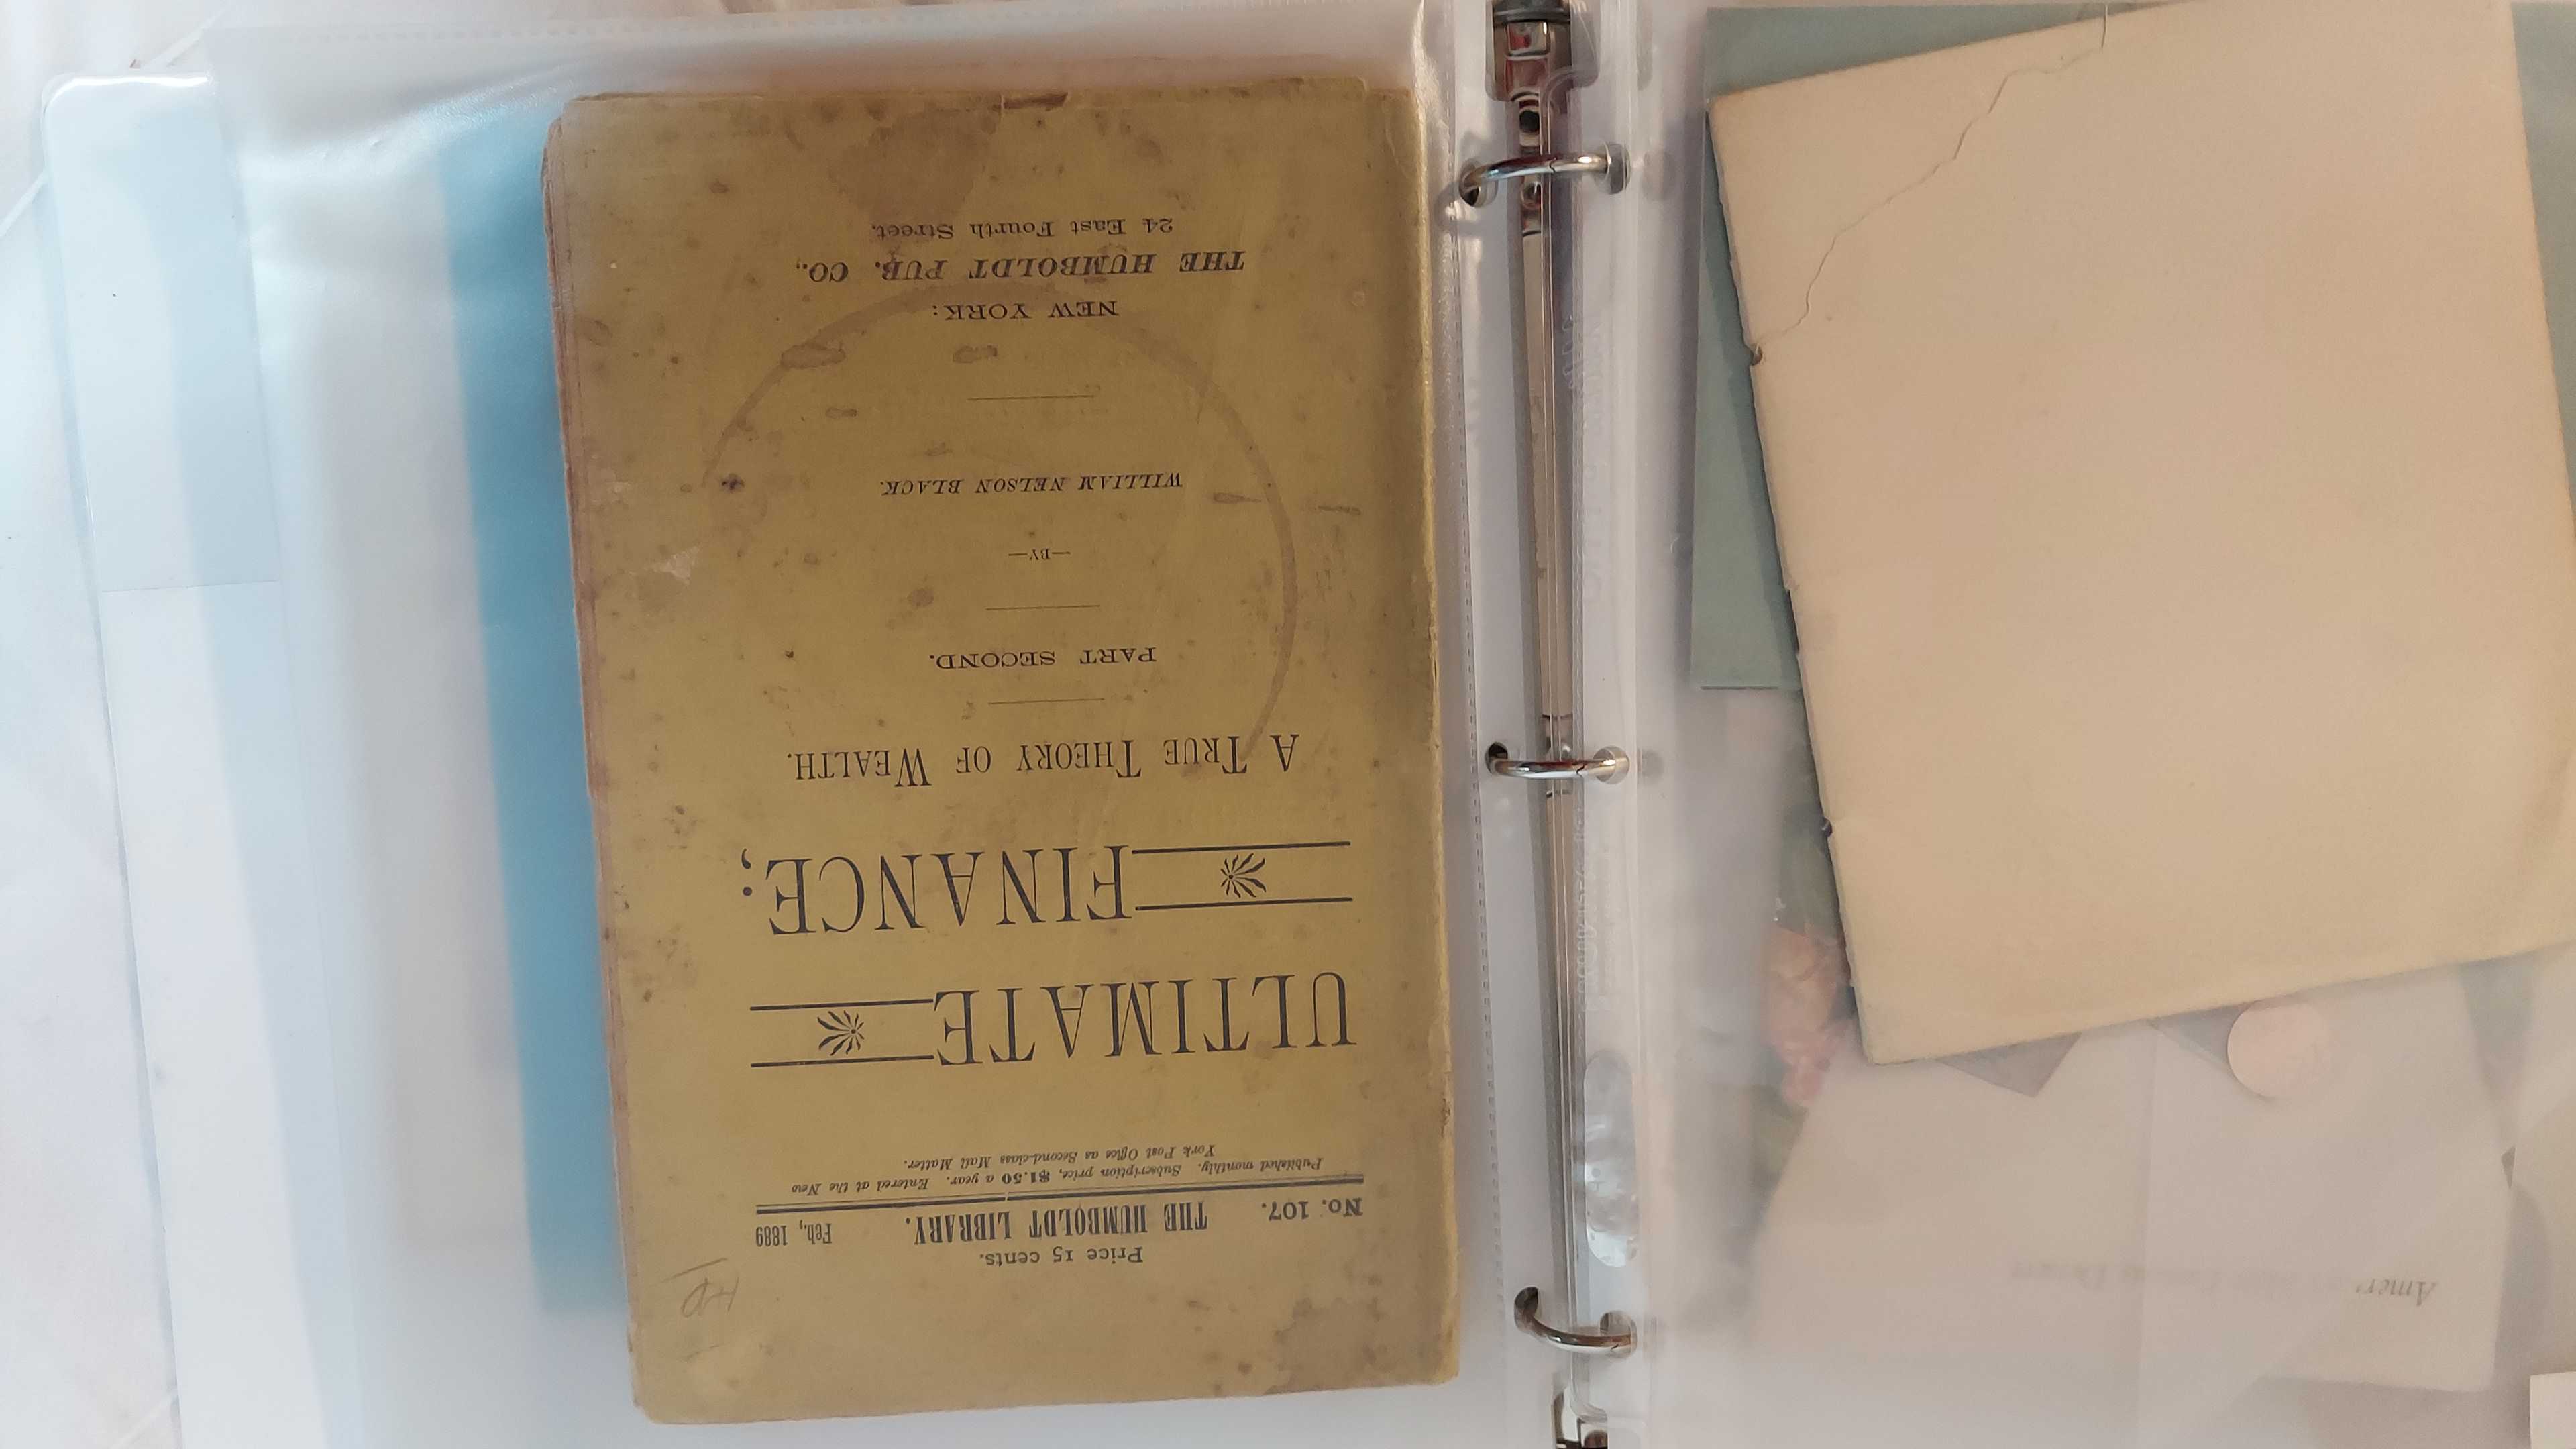 Price 15 cents.
No. 107. THE HUMBOLDT LIBRARY. Feb., 1889
Published monthly. Subscription price, $1.50 a year. Entered at the New
York Post Office as Second-class Mail Matter.
ULTIMATE
FINANCE;
A TRUE THEORY OF WEALTH.
PART SECOND.
—BY—
WILLIAM NELSON BLACK.
NEW YORK:
THE HUMBOLDT PUB. CO.,
24 East Fourth Street.